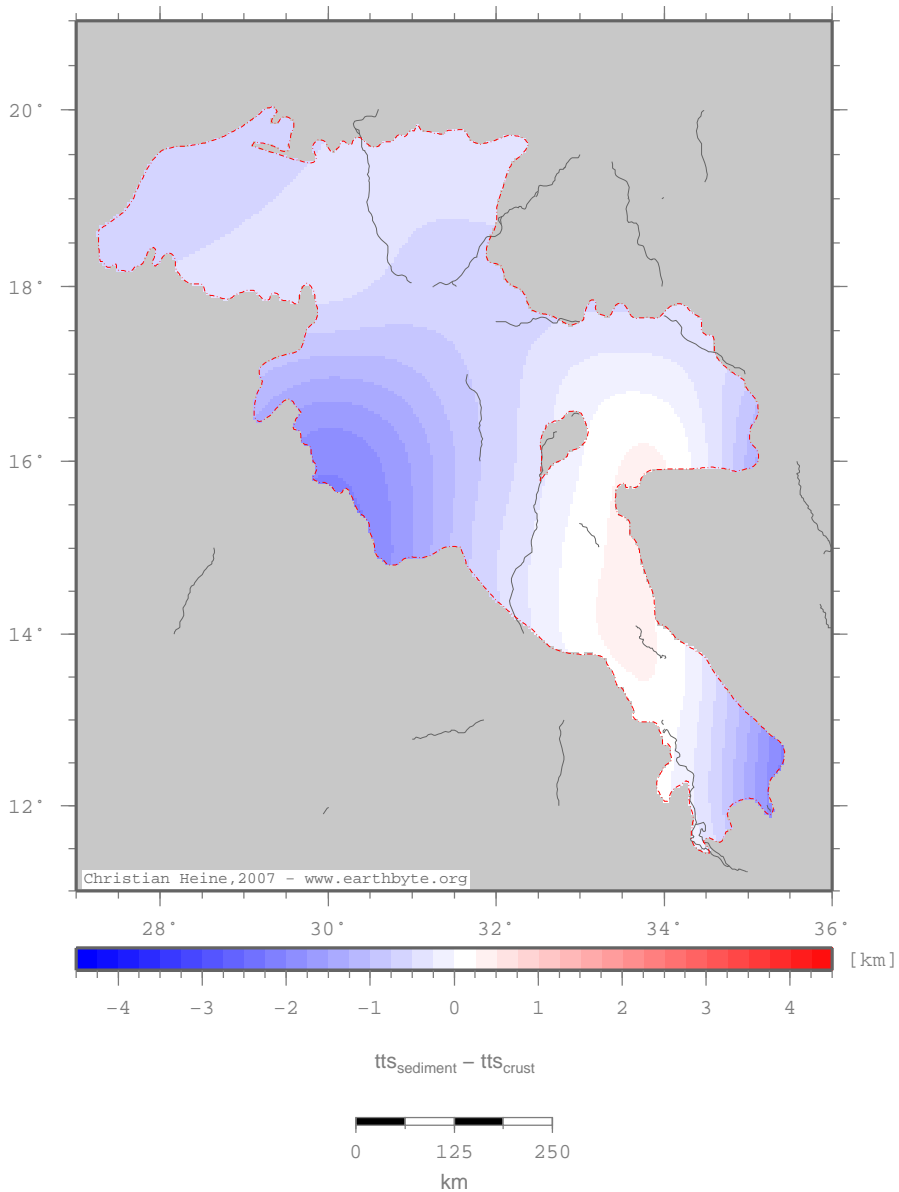 20°
18°
16°
14°
12°
Christian Heine,2007 - www.earthbyte.org
28° 30° 32° 34° 36°
[km]
−4 −3 −2 −1 0 1 2 3 4
tts_sediment − tts_crust
0 125 250
km